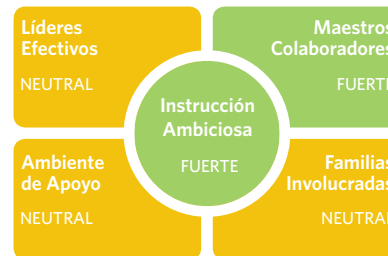 Líderes
Efectivos
NEUTRAL
Maestros
Colaboradores
FUERTE
Instrucción
Ambiciosa
FUERTE
Ambiente
de Apoyo
NEUTRAL
Familias
Involucradas
NEUTRAL